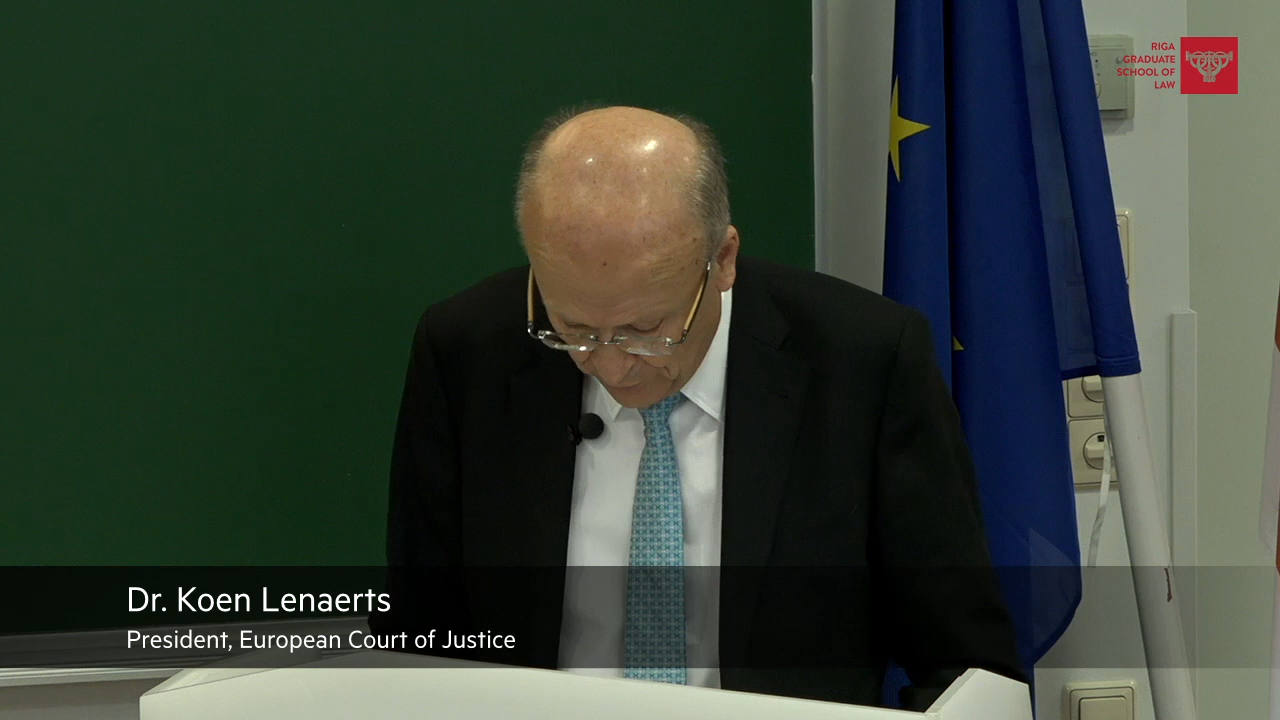 RIGA
GRADUATE
SCHOOL OF
LAW
Dr. Koen Lenaerts
President, European Court of Justice